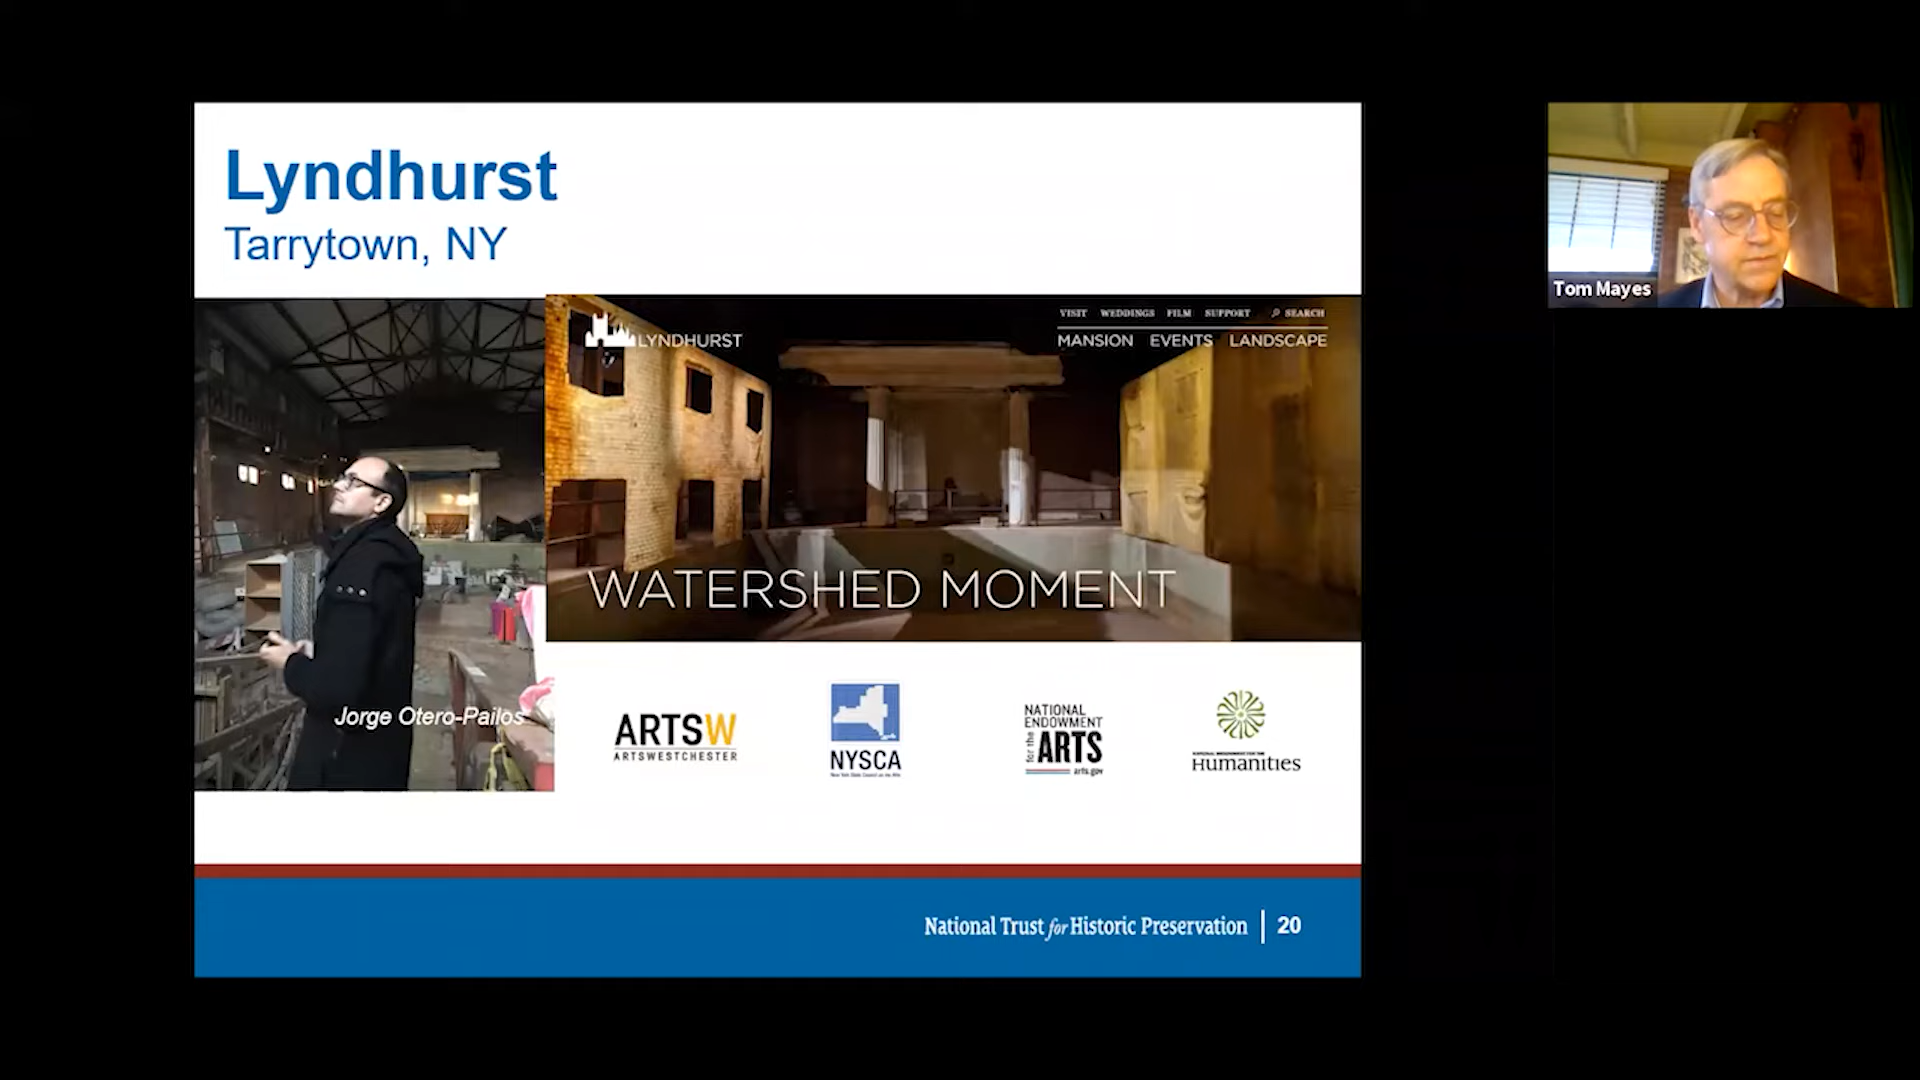 Lyndhurst
Tarrytown, NY
VISIT WEDDINGS FILM SUPPORT SEARCH
LYNDHURST
MANSION EVENTS LANDSCAPE
WATERSHED MOMENT
Jorge Otero-Pailos
ARTSW
ARTSWESTCHESTER
NYSCA
New York State Council on the Arts
NATIONAL
ENDOWMENT
for the
ARTS
arts.gov
NATIONAL ENDOWMENT FOR THE
Humanities
National Trust for Historic Preservation | 20
Tom Mayes